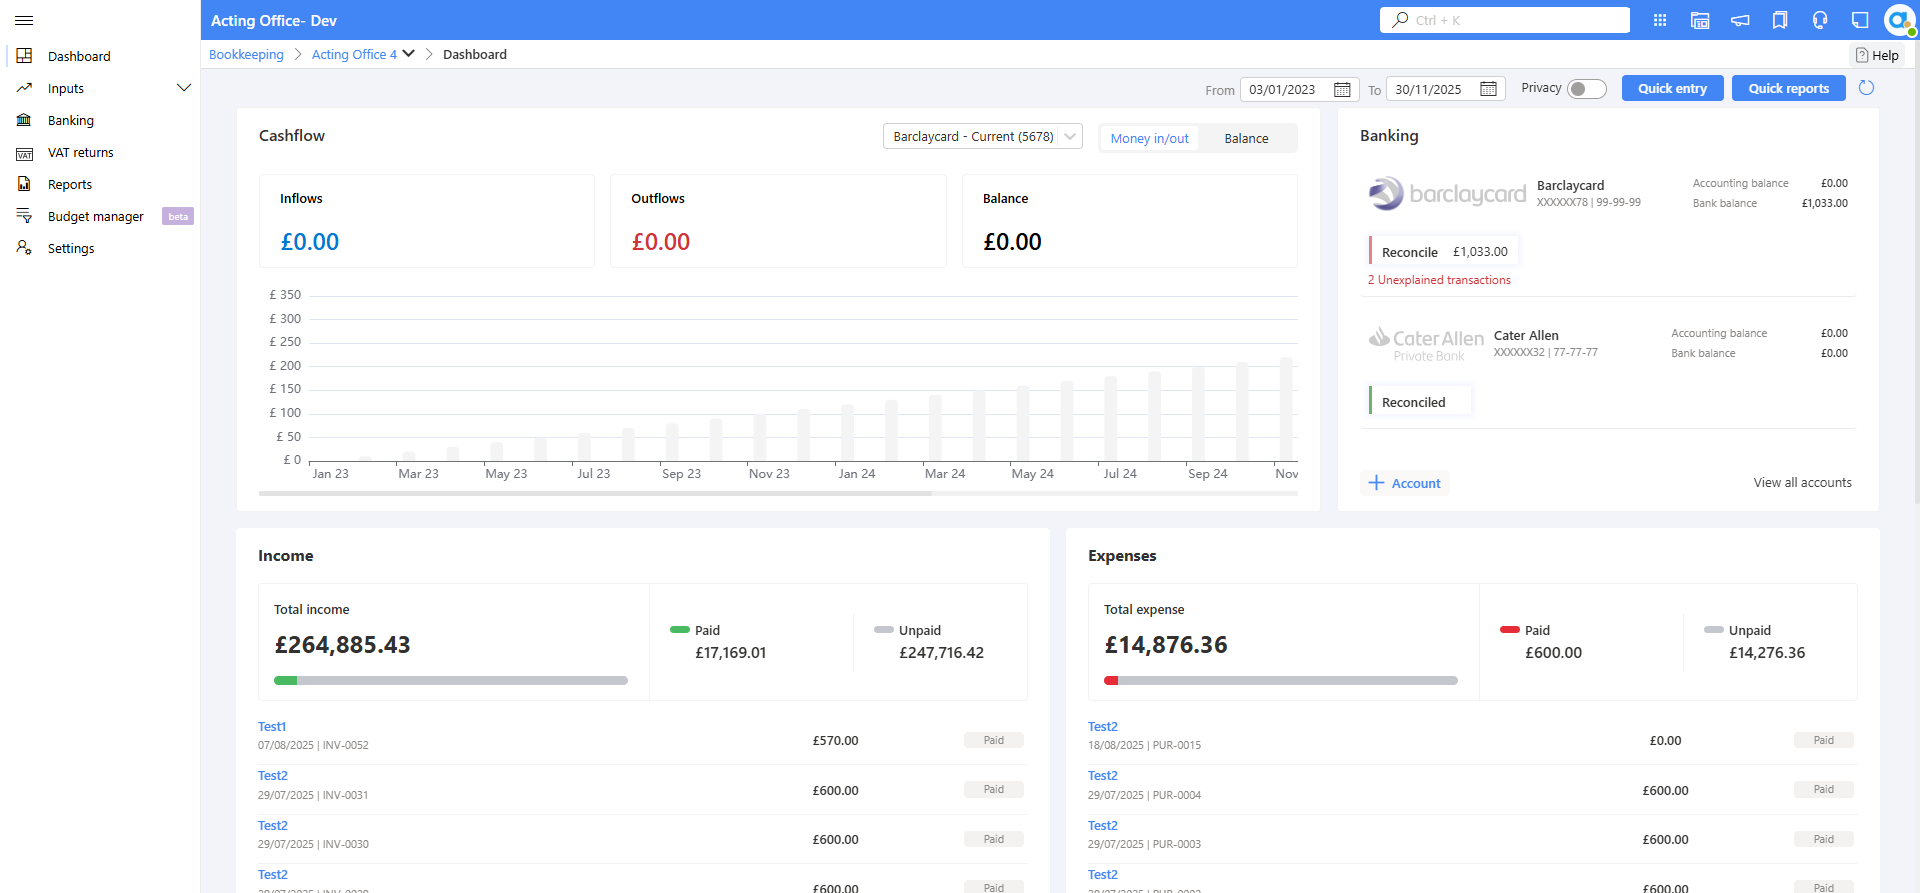 Acting Office- Dev
Ctrl + K
Bookkeeping
Acting Office 4
Dashboard
Help
Dashboard
Inputs
Banking
VAT returns
Reports
Budget manager
beta
Settings
From
03/01/2023
To
30/11/2025
Privacy
Quick entry
Quick reports
Cashflow
Barclaycard - Current (5678)
Money in/out
Balance
Inflows
£0.00
Outflows
£0.00
Balance
£0.00
£ 350
£ 300
£ 250
£ 200
£ 150
£ 100
£ 50
£ 0
Jan 23
Mar 23
May 23
Jul 23
Sep 23
Nov 23
Jan 24
Mar 24
May 24
Jul 24
Sep 24
Nov
Banking
barclaycard
Barclaycard
XXXXXX78 | 99-99-99
Accounting balance £0.00
Bank balance £1,033.00
Reconcile £1,033.00
2 Unexplained transactions
Cater Allen
Private Bank
Cater Allen
XXXXXX32 | 77-77-77
Accounting balance £0.00
Bank balance £0.00
Reconciled
Account
View all accounts
Income
Total income
£264,885.43
Paid
£17,169.01
Unpaid
£247,716.42
Test1
07/08/2025 | INV-0052
£570.00
Paid
Test2
29/07/2025 | INV-0031
£600.00
Paid
Test2
29/07/2025 | INV-0030
£600.00
Paid
Test2
£600.00
Paid
Expenses
Total expense
£14,876.36
Paid
£600.00
Unpaid
£14,276.36
Test2
18/08/2025 | PUR-0015
£0.00
Paid
Test2
29/07/2025 | PUR-0004
£600.00
Paid
Test2
29/07/2025 | PUR-0003
£600.00
Paid
Test2
£600.00
Paid